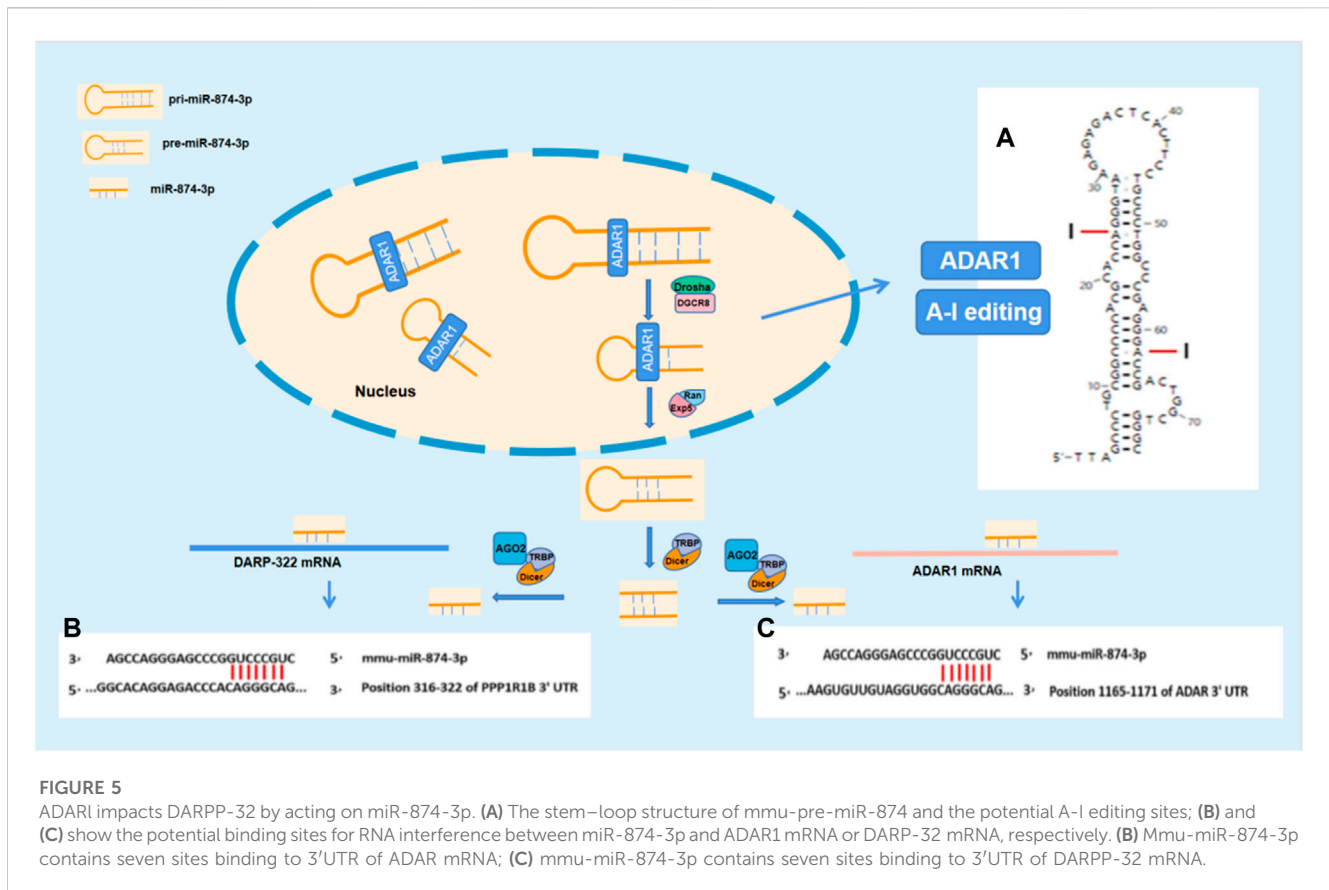 pri-miR-874-3p
pre-miR-874-3p
miR-874-3p
ADAR1
ADAR1
ADAR1
Drosha
DGCR8
ADAR1
Ran
Exp5
Nucleus
ADAR1
A-I editing
A
40
30
I
50
20
60
I
10
70
5'-T T A
DARP-322 mRNA
AGO2
TRBP
Dicer
TRBP
Dicer
AGO2
TRBP
Dicer
ADAR1 mRNA
B
3' AGCCAGGGAGCCCGGUCCCGUC 5' mmu-miR-874-3p
5' ...GGCACAGGAGACCCACAGGGCAG... 3' Position 316-322 of PPP1R1B 3' UTR
C
3' AGCCAGGGAGCCCGGUCCCGUC 5' mmu-miR-874-3p
5' ...AAGUGUUGUAGGUGGCAGGGCAG... 3' Position 1165-1171 of ADAR 3' UTR
FIGURE 5
ADARl impacts DARPP-32 by acting on miR-874-3p. (A) The stem–loop structure of mmu-pre-miR-874 and the potential A-I editing sites; (B) and
(C) show the potential binding sites for RNA interference between miR-874-3p and ADAR1 mRNA or DARP-32 mRNA, respectively. (B) Mmu-miR-874-3p
contains seven sites binding to 3′UTR of ADAR mRNA; (C) mmu-miR-874-3p contains seven sites binding to 3′UTR of DARPP-32 mRNA.